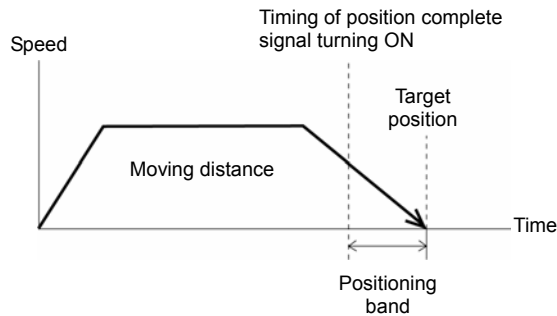 Timing of position complete
signal turning ON
Speed
Target
position
Moving distance
Time
Positioning
band